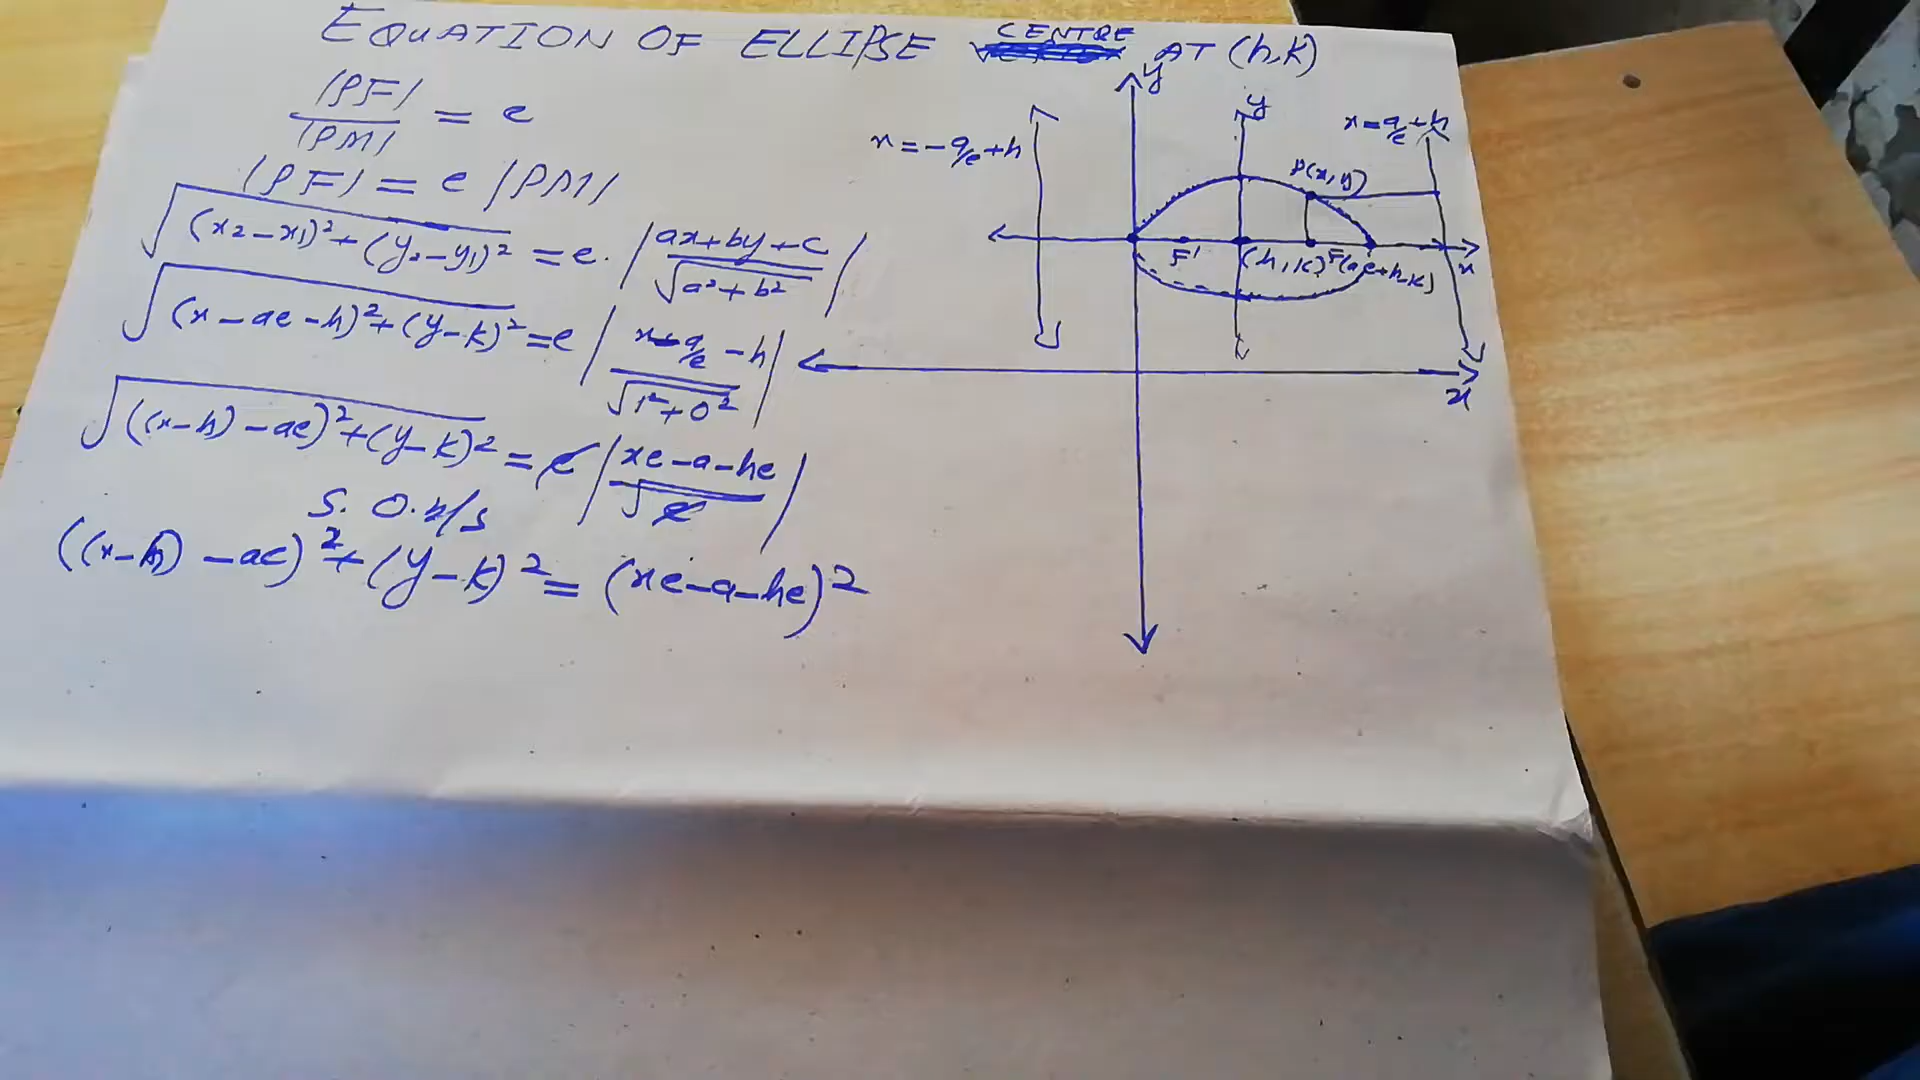 EQUATION OF ELLIPSE CENTRE AT (h,k)
|PF| / |PM| = e
|PF| = e |PM|
√(x2-x1)²+(y2-y1)² = e. |ax+by+c / √a²+b²|
√(x-ae-h)²+(y-k)² = e |x-a/e-h / √1²+0²|
√((x-h)-ae)²+(y-k)² = e |xe-a-he / √e|
S. O. b/s
((x-h)-ae)²+(y-k)² = (xe-a-he)²
y
y
x=-a/e+h
x=a/e+h
P(x,y)
F'
(h,k)
F(ae+h,k)
x
x